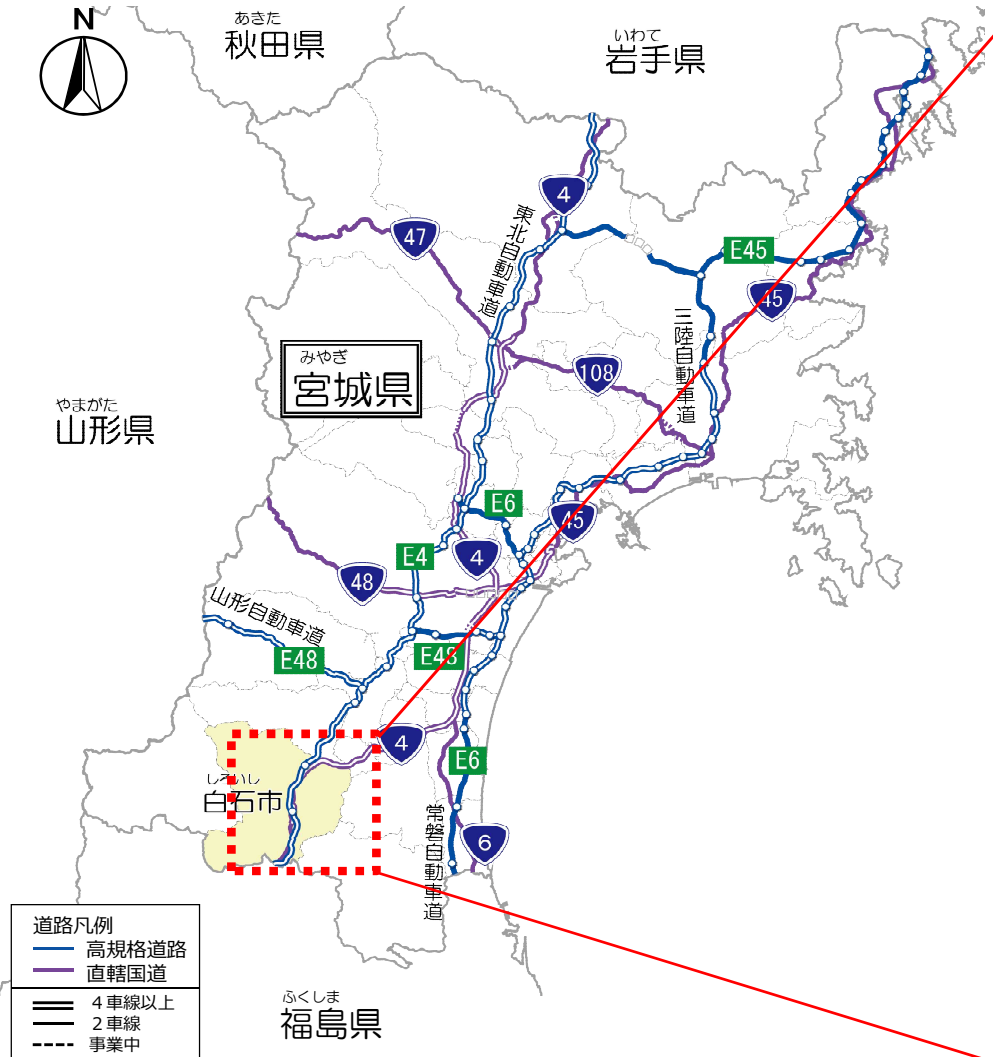 N
あきた
秋田県
いわて
岩手県
4
47
東北自動車道
E45
45
みやぎ
宮城県
三陸自動車道
108
やまがた
山形県
E6
45
E4
4
48
山形自動車道
E48
E48
4
E6
しろいし
白石市
常磐自動車道
6
道路凡例
高規格道路
直轄国道
4車線以上
2車線
事業中
ふくしま
福島県